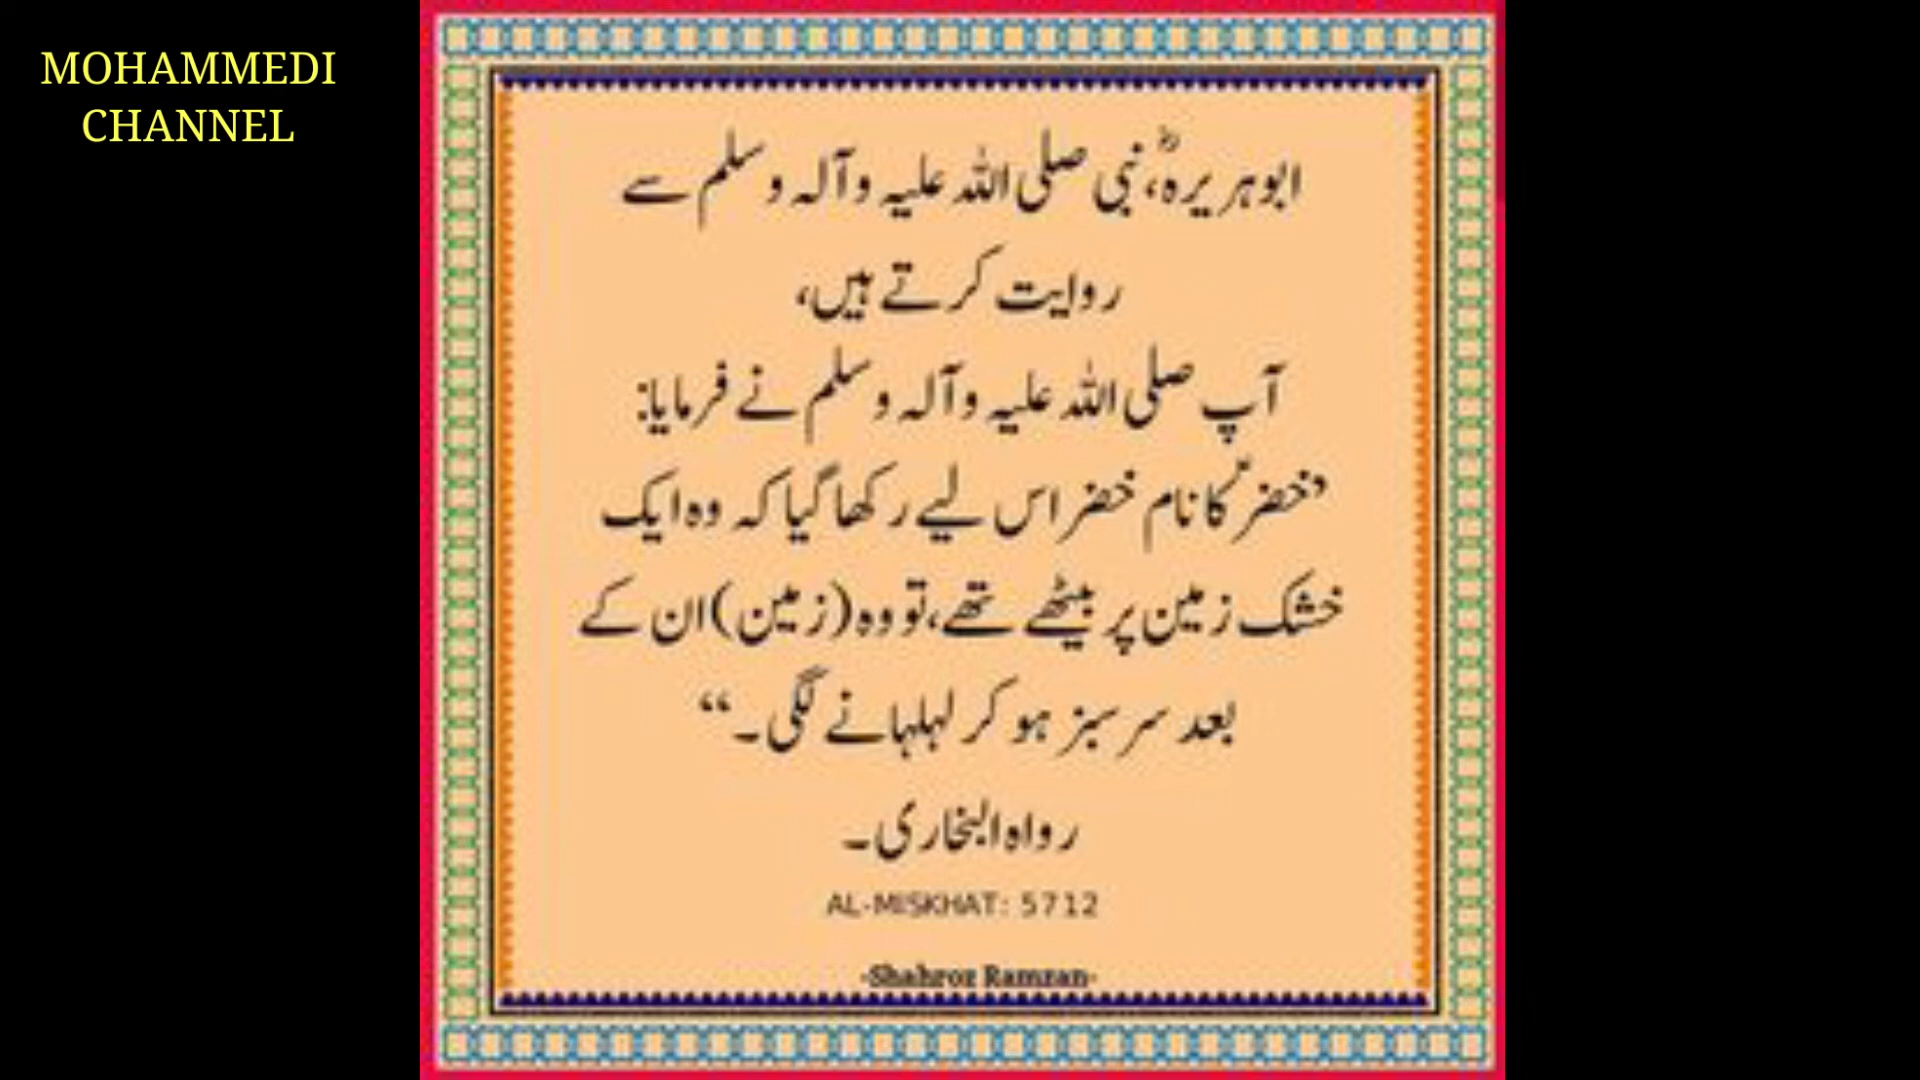 MOHAMMEDI
CHANNEL
ابوہریرہؓ، نبی صلی اللہ علیہ وآلہ وسلم سے
روایت کرتے ہیں،
آپ صلی اللہ علیہ وآلہ وسلم نے فرمایا:
’’خضرؑ کا نام خضر اس لیے رکھا گیا کہ وہ ایک
خشک زمین پر بیٹھے تھے، تو وہ (زمین) ان کے
بعد سر سبز ہو کر لہلہانے لگی۔‘‘
رواہ البخاری۔
AL-MISKHAT: 5712
-Shahroz Ramzan-